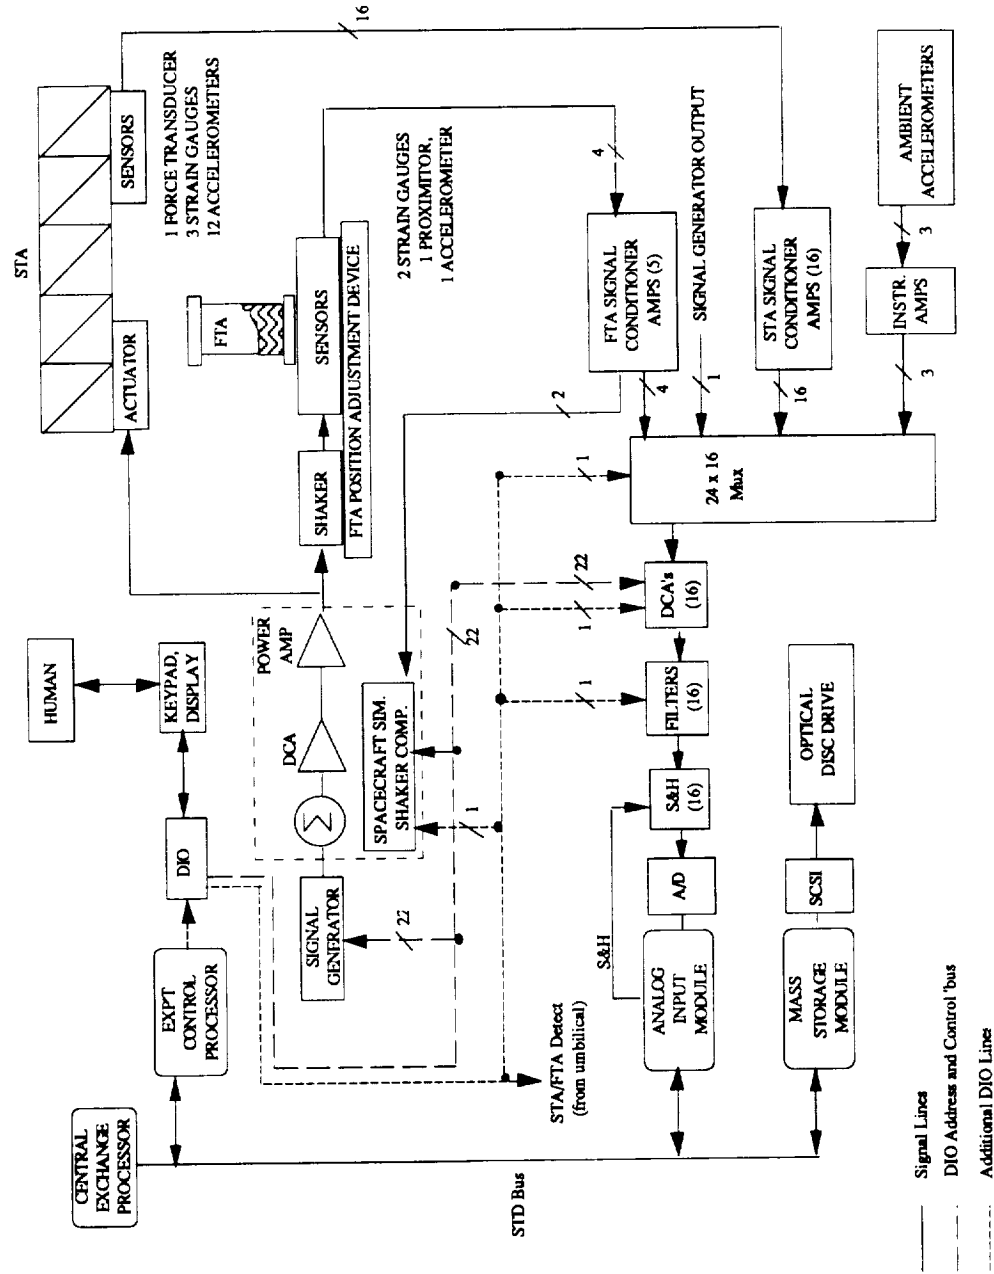 CENTRAL
EXCHANGE
PROCESSOR
EXP'T
CONTROL
PROCESSOR
DIO
KEYPAD,
DISPLAY
HUMAN
STD Bus
SIGNAL
GENERATOR
Σ
DCA
POWER
AMP
SPACECRAFT SIM.
SHAKER COMP.
22
1
22
STA
ACTUATOR
SENSORS
1 FORCE TRANSDUCER
3 STRAIN GAUGES
12 ACCELEROMETERS
16
FTA
SHAKER
SENSORS
FTA POSITION ADJUSTMENT DEVICE
2 STRAIN GAUGES
1 PROXIMITOR,
1 ACCELEROMETER
4
2
FTA SIGNAL
CONDITIONER
AMPS (5)
4
SIGNAL GENERATOR OUTPUT
1
STA SIGNAL
CONDITIONER
AMPS (16)
16
AMBIENT
ACCELEROMETERS
3
INSTR.
AMPS
3
24 x 16
Mux
1
DCA's
(16)
22
1
FILTERS
(16)
1
S&H
(16)
A/D
S&H
ANALOG
INPUT
MODULE
STA/FTA Detect
(from umbilical)
MASS
STORAGE
MODULE
SCSI
OPTICAL
DISC DRIVE
Signal Lines
DIO Address and Control bus
Additional DIO Lines